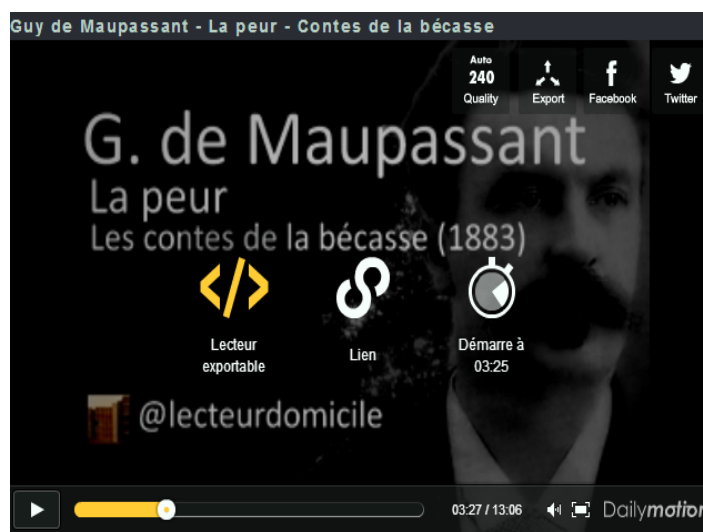 Guy de Maupassant - La peur - Contes de la bécasse
Auto
240
Quality
Export
Facebook
Twitter
G. de Maupassant
La peur
Les contes de la bécasse (1883)
Lecteur
exportable
Lien
Démarre à
03:25
@lecteurdomicile
03:27 / 13:06
Dailymotion